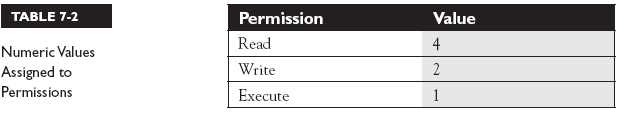 TABLE 7-2
Numeric Values
Assigned to
Permissions
Permission Value
Read 4
Write 2
Execute 1